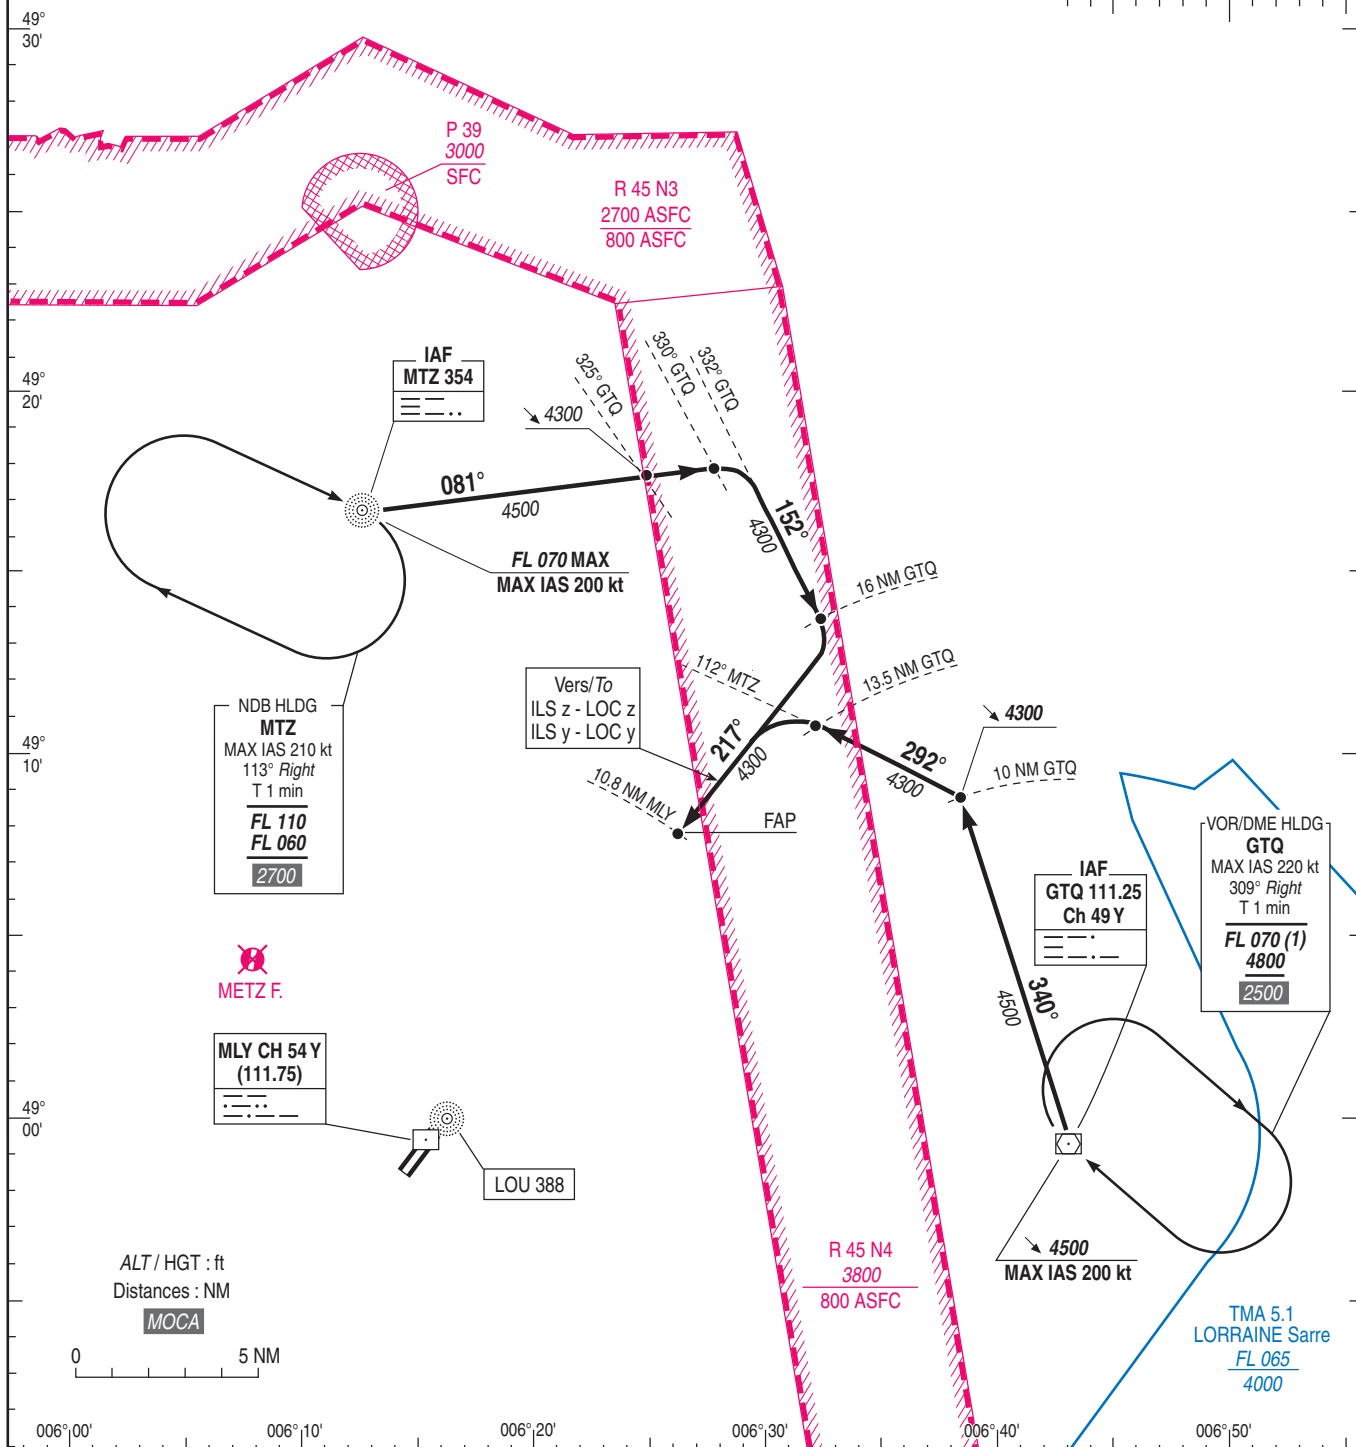 49°
30'
P 39
3000
SFC
R 45 N3
2700 ASFC
800 ASFC
49°
20'
IAF
MTZ 354
325° GTQ
330° GTQ
332° GTQ
↘ 4300
081°
4500
152°
4300
FL 070 MAX
MAX IAS 200 kt
16 NM GTQ
112° MTZ
13.5 NM GTQ
Vers/To
ILS z - LOC z
ILS y - LOC y
NDB HLDG
MTZ
MAX IAS 210 kt
113° Right
T 1 min
FL 110
FL 060
2700
↘ 4300
49°
10'
217°
4300
292°
4300
10 NM GTQ
10.8 NM MLY
FAP
VOR/DME HLDG
GTQ
MAX IAS 220 kt
309° Right
T 1 min
FL 070 (1)
4800
2500
IAF
GTQ 111.25
Ch 49 Y
METZ F.
340°
4500
MLY CH 54 Y
(111.75)
49°
00'
LOU 388
↘ 4500
MAX IAS 200 kt
R 45 N4
3800
800 ASFC
ALT / HGT : ft
Distances : NM
MOCA
0 5 NM
TMA 5.1
LORRAINE Sarre
FL 065
4000
006°00' 006°10' 006°20' 006°30' 006°40' 006°50'